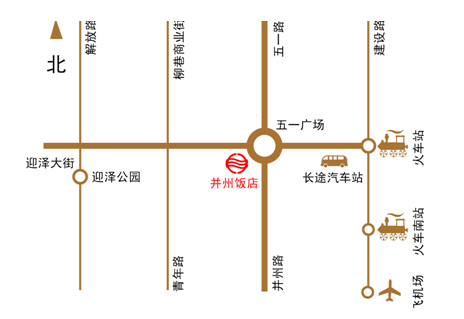 北
解放路
柳巷商业街
五一路
建设路
五一广场
火车站
迎泽大街
迎泽公园
并州饭店
长途汽车站
火车南站
青年路
并州路
飞机场